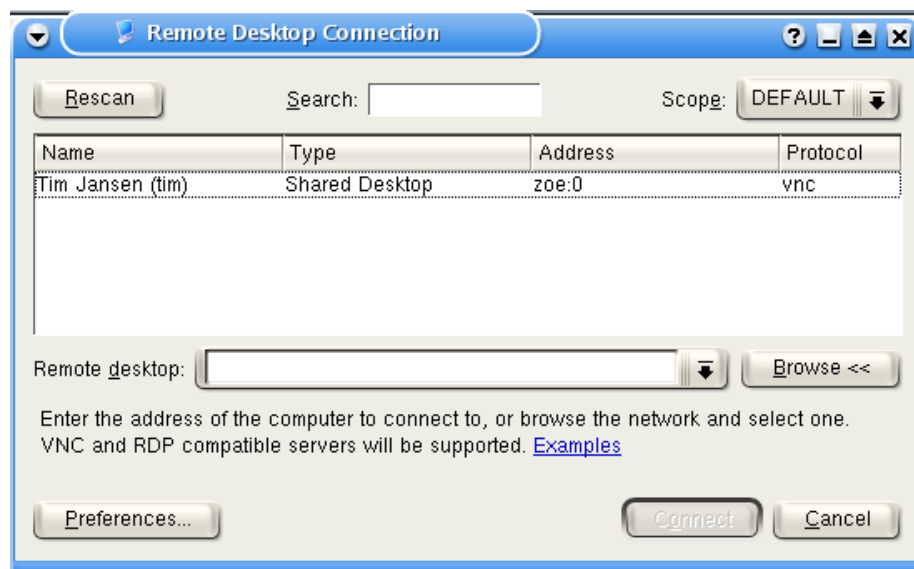 Remote Desktop Connection
?
Rescan Search: Scope: DEFAULT
Name Type Address Protocol
Tim Jansen (tim) Shared Desktop zoe:0 vnc
Remote desktop: Browse <<
Enter the address of the computer to connect to, or browse the network and select one.
VNC and RDP compatible servers will be supported. Examples
Preferences... Connect Cancel